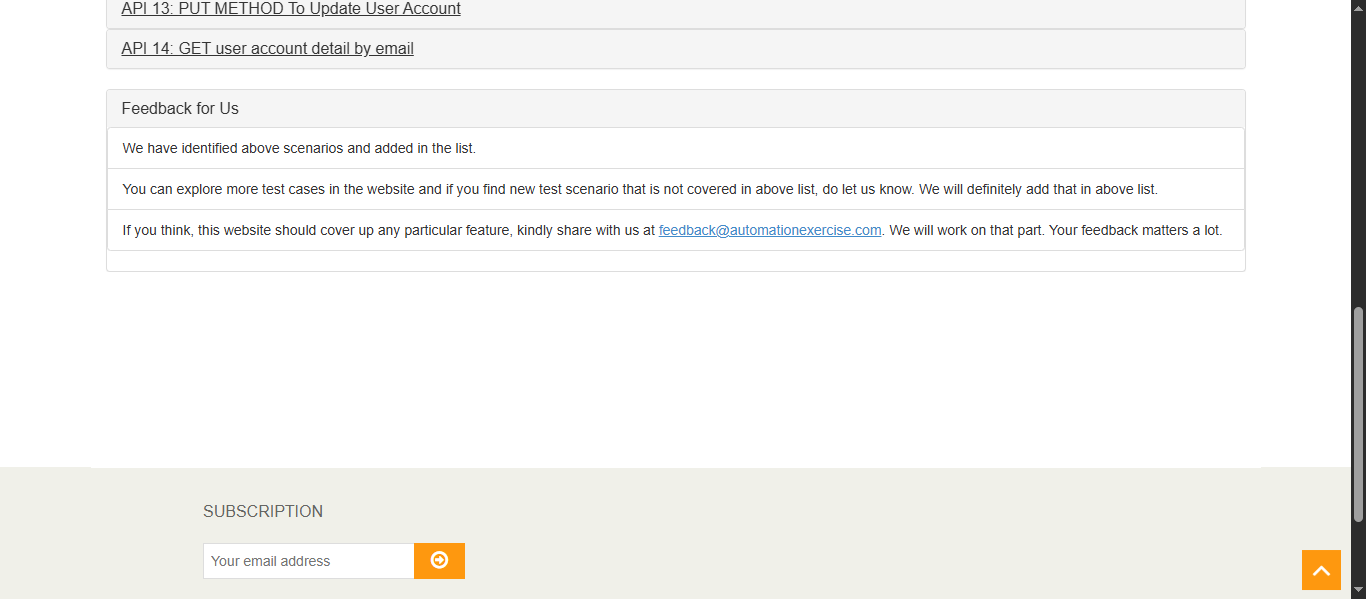 API 13: PUT METHOD To Update User Account
API 14: GET user account detail by email
Feedback for Us
We have identified above scenarios and added in the list.
You can explore more test cases in the website and if you find new test scenario that is not covered in above list, do let us know. We will definitely add that in above list.
If you think, this website should cover up any particular feature, kindly share with us at feedback@automationexercise.com. We will work on that part. Your feedback matters a lot.
SUBSCRIPTION
Your email address